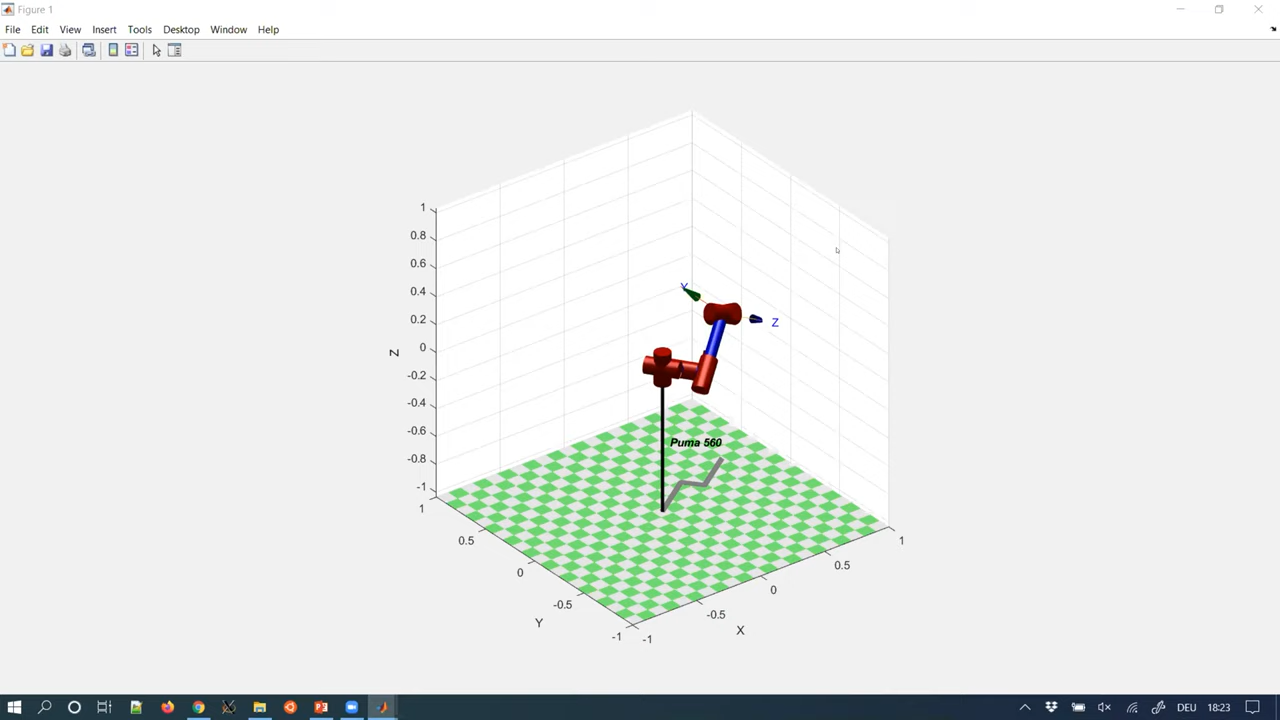 Figure 1
File Edit View Insert Tools Desktop Window Help
1
0.8
0.6
0.4
0.2
0
-0.2
-0.4
-0.6
-0.8
-1
Z
Y
Z
Puma 560
1
0.5
0
-0.5
-1
Y
-1
-0.5
0
0.5
1
X
DEU 18:23